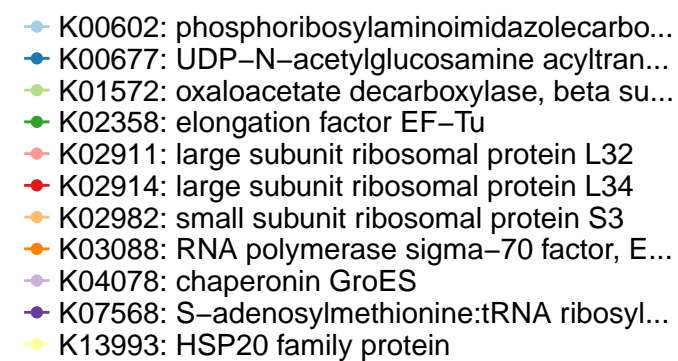 K00602: phosphoribosylaminoimidazolecarbo...
K00677: UDP−N−acetylglucosamine acyltran...
K01572: oxaloacetate decarboxylase, beta su...
K02358: elongation factor EF−Tu
K02911: large subunit ribosomal protein L32
K02914: large subunit ribosomal protein L34
K02982: small subunit ribosomal protein S3
K03088: RNA polymerase sigma−70 factor, E...
K04078: chaperonin GroES
K07568: S−adenosylmethionine:tRNA ribosyl...
K13993: HSP20 family protein